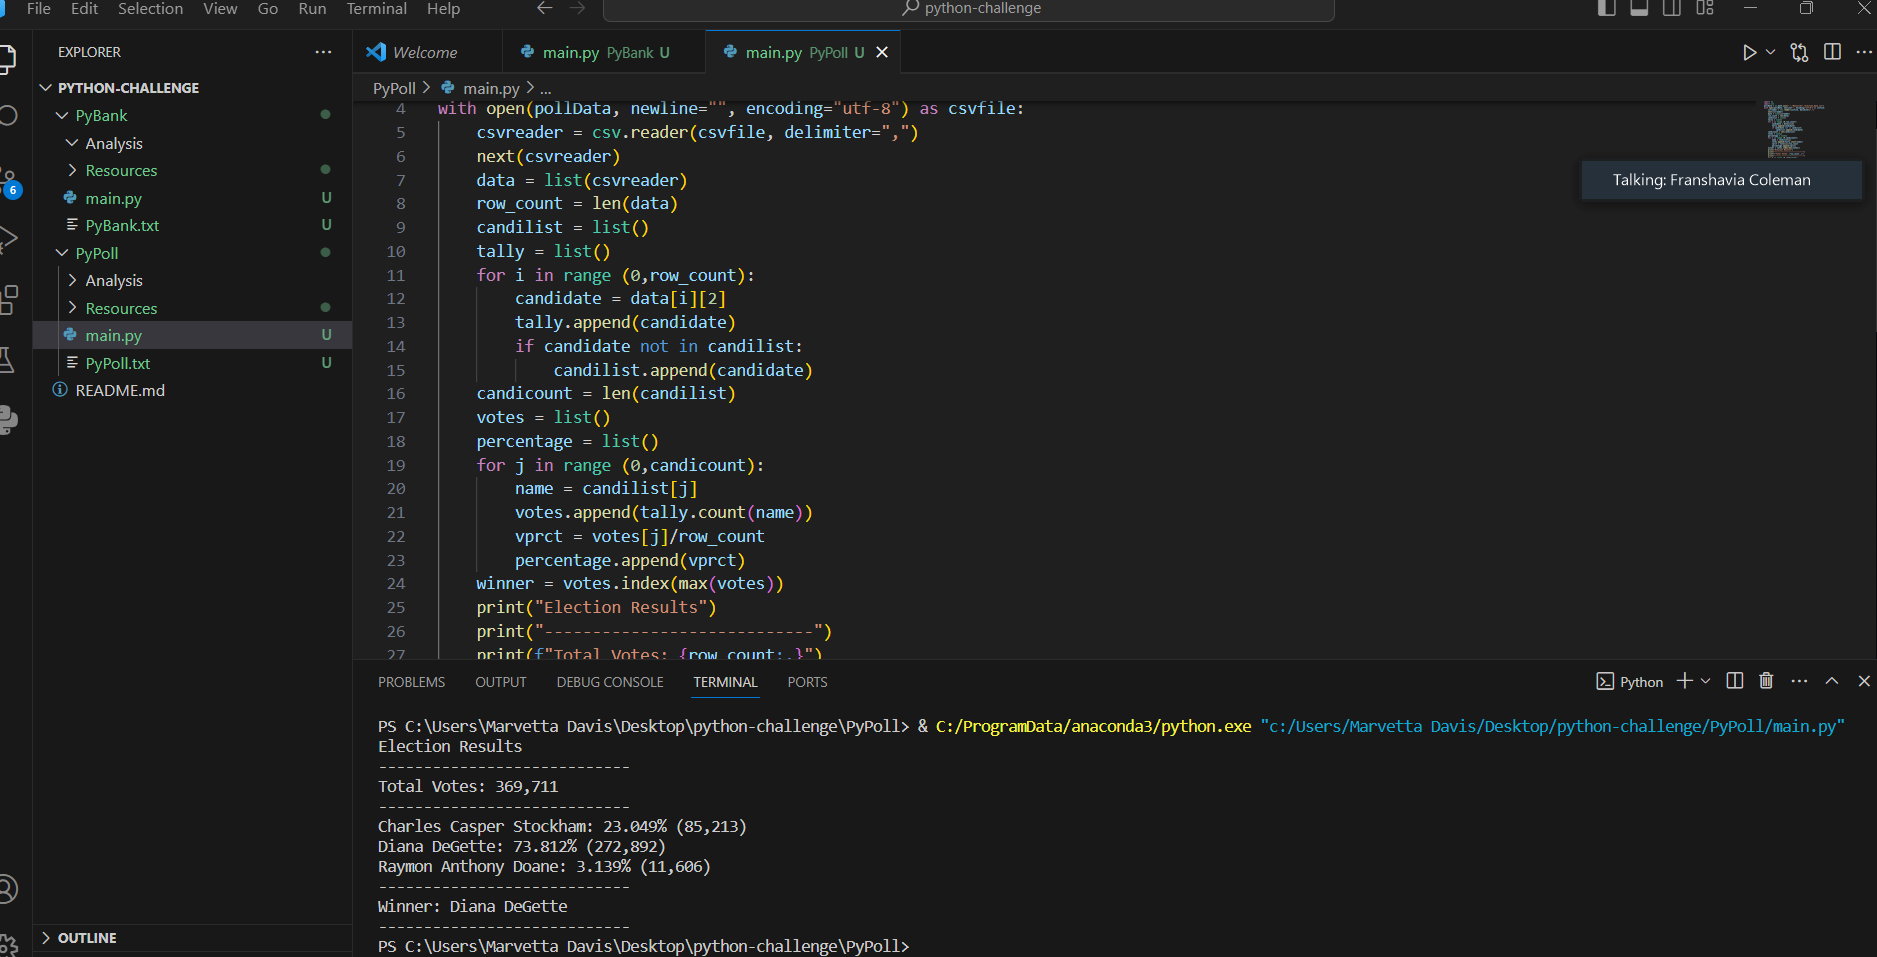 File Edit Selection View Go Run Terminal Help
python-challenge
EXPLORER
Welcome
main.py PyBank U
main.py PyPoll U
PYTHON-CHALLENGE
PyBank
Analysis
Resources
main.py U
PyBank.txt U
PyPoll
Analysis
Resources
main.py U
PyPoll.txt U
README.md
6
OUTLINE
PyPoll > main.py > ...
4 with open(pollData, newline="", encoding="utf-8") as csvfile:
5 csvreader = csv.reader(csvfile, delimiter=",")
6 next(csvreader)
7 data = list(csvreader)
8 row_count = len(data)
9 candilist = list()
10 tally = list()
11 for i in range (0,row_count):
12 candidate = data[i][2]
13 tally.append(candidate)
14 if candidate not in candilist:
15 candilist.append(candidate)
16 candicount = len(candilist)
17 votes = list()
18 percentage = list()
19 for j in range (0,candicount):
20 name = candilist[j]
21 votes.append(tally.count(name))
22 vprct = votes[j]/row_count
23 percentage.append(vprct)
24 winner = votes.index(max(votes))
25 print("Election Results")
26 print("----------------------------")
27 print(f"Total Votes: {row_count:,}")
Talking: Franshavia Coleman
PROBLEMS OUTPUT DEBUG CONSOLE TERMINAL PORTS
Python
PS C:\Users\Marvetta Davis\Desktop\python-challenge\PyPoll> & C:/ProgramData/anaconda3/python.exe "c:/Users/Marvetta Davis/Desktop/python-challenge/PyPoll/main.py"
Election Results
----------------------------
Total Votes: 369,711
----------------------------
Charles Casper Stockham: 23.049% (85,213)
Diana DeGette: 73.812% (272,892)
Raymon Anthony Doane: 3.139% (11,606)
----------------------------
Winner: Diana DeGette
----------------------------
PS C:\Users\Marvetta Davis\Desktop\python-challenge\PyPoll>